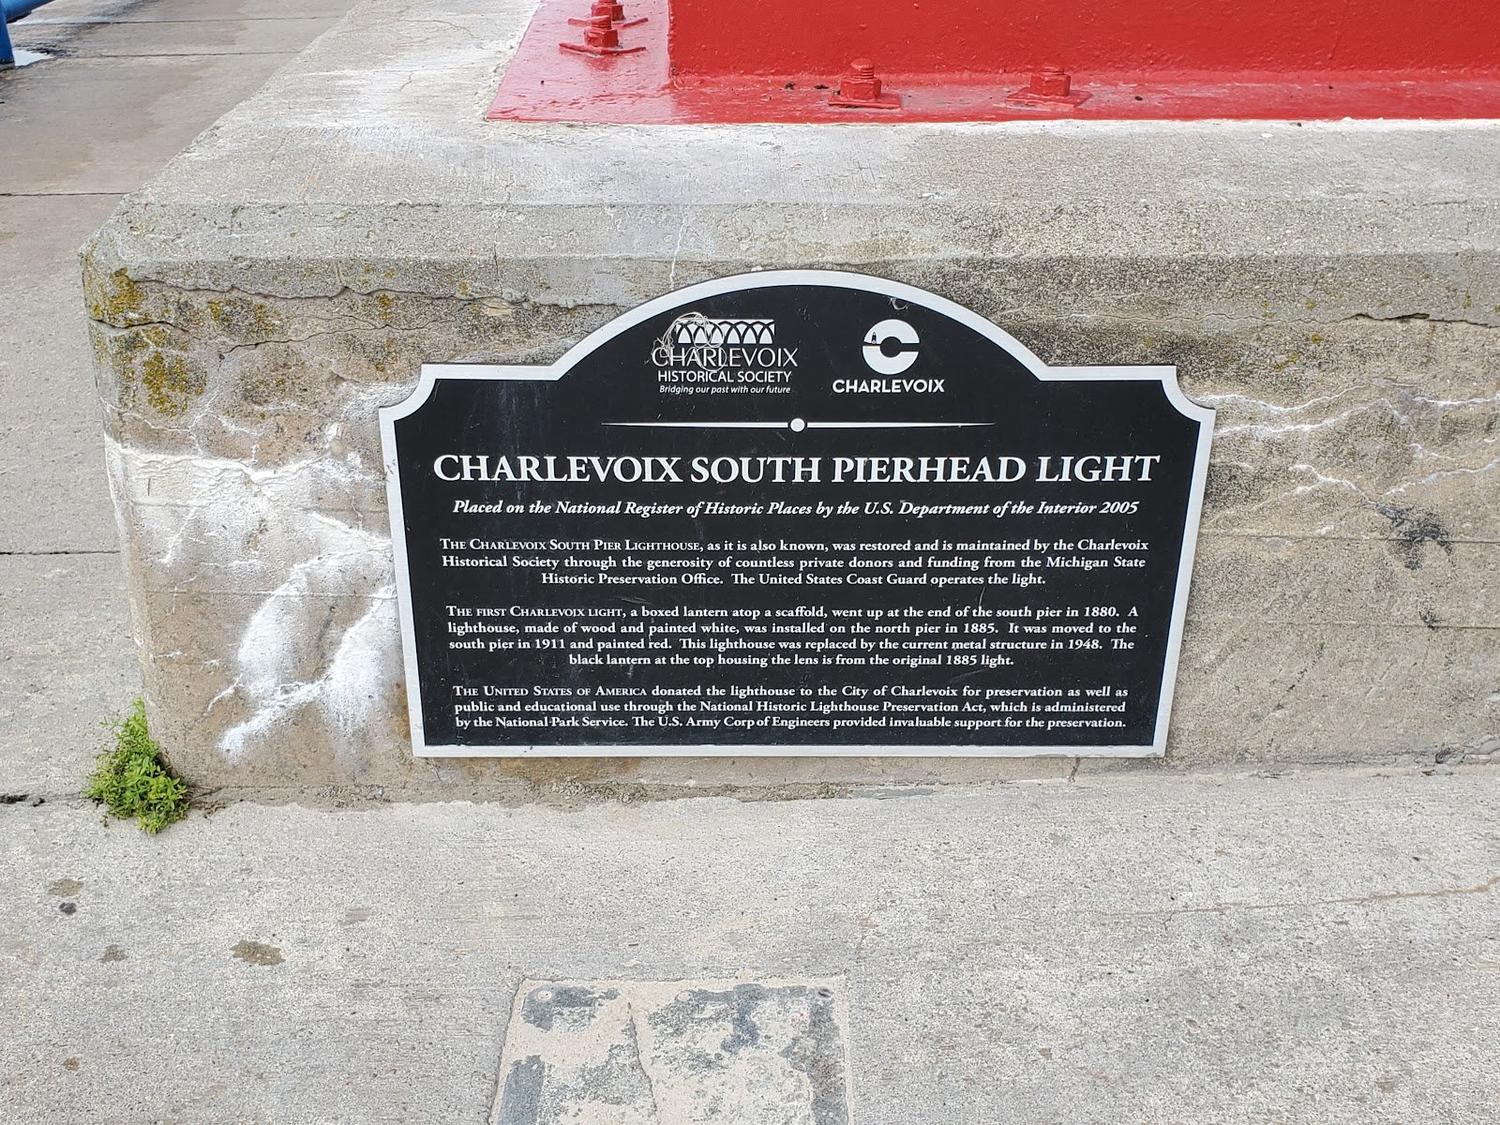 CHARLEVOIX
HISTORICAL SOCIETY
Bridging our past with our future
CHARLEVOIX
CHARLEVOIX SOUTH PIERHEAD LIGHT
Placed on the National Register of Historic Places by the U.S. Department of the Interior 2005
THE CHARLEVOIX SOUTH PIER LIGHTHOUSE, as it is also known, was restored and is maintained by the Charlevoix
Historical Society through the generosity of countless private donors and funding from the Michigan State
Historic Preservation Office. The United States Coast Guard operates the light.
THE FIRST CHARLEVOIX LIGHT, a boxed lantern atop a scaffold, went up at the end of the south pier in 1880. A
lighthouse, made of wood and painted white, was installed on the north pier in 1885. It was moved to the
south pier in 1911 and painted red. This lighthouse was replaced by the current metal structure in 1948. The
black lantern at the top housing the lens is from the original 1885 light.
THE UNITED STATES OF AMERICA donated the lighthouse to the City of Charlevoix for preservation as well as
public and educational use through the National Historic Lighthouse Preservation Act, which is administered
by the National Park Service. The U.S. Army Corp of Engineers provided invaluable support for the preservation.